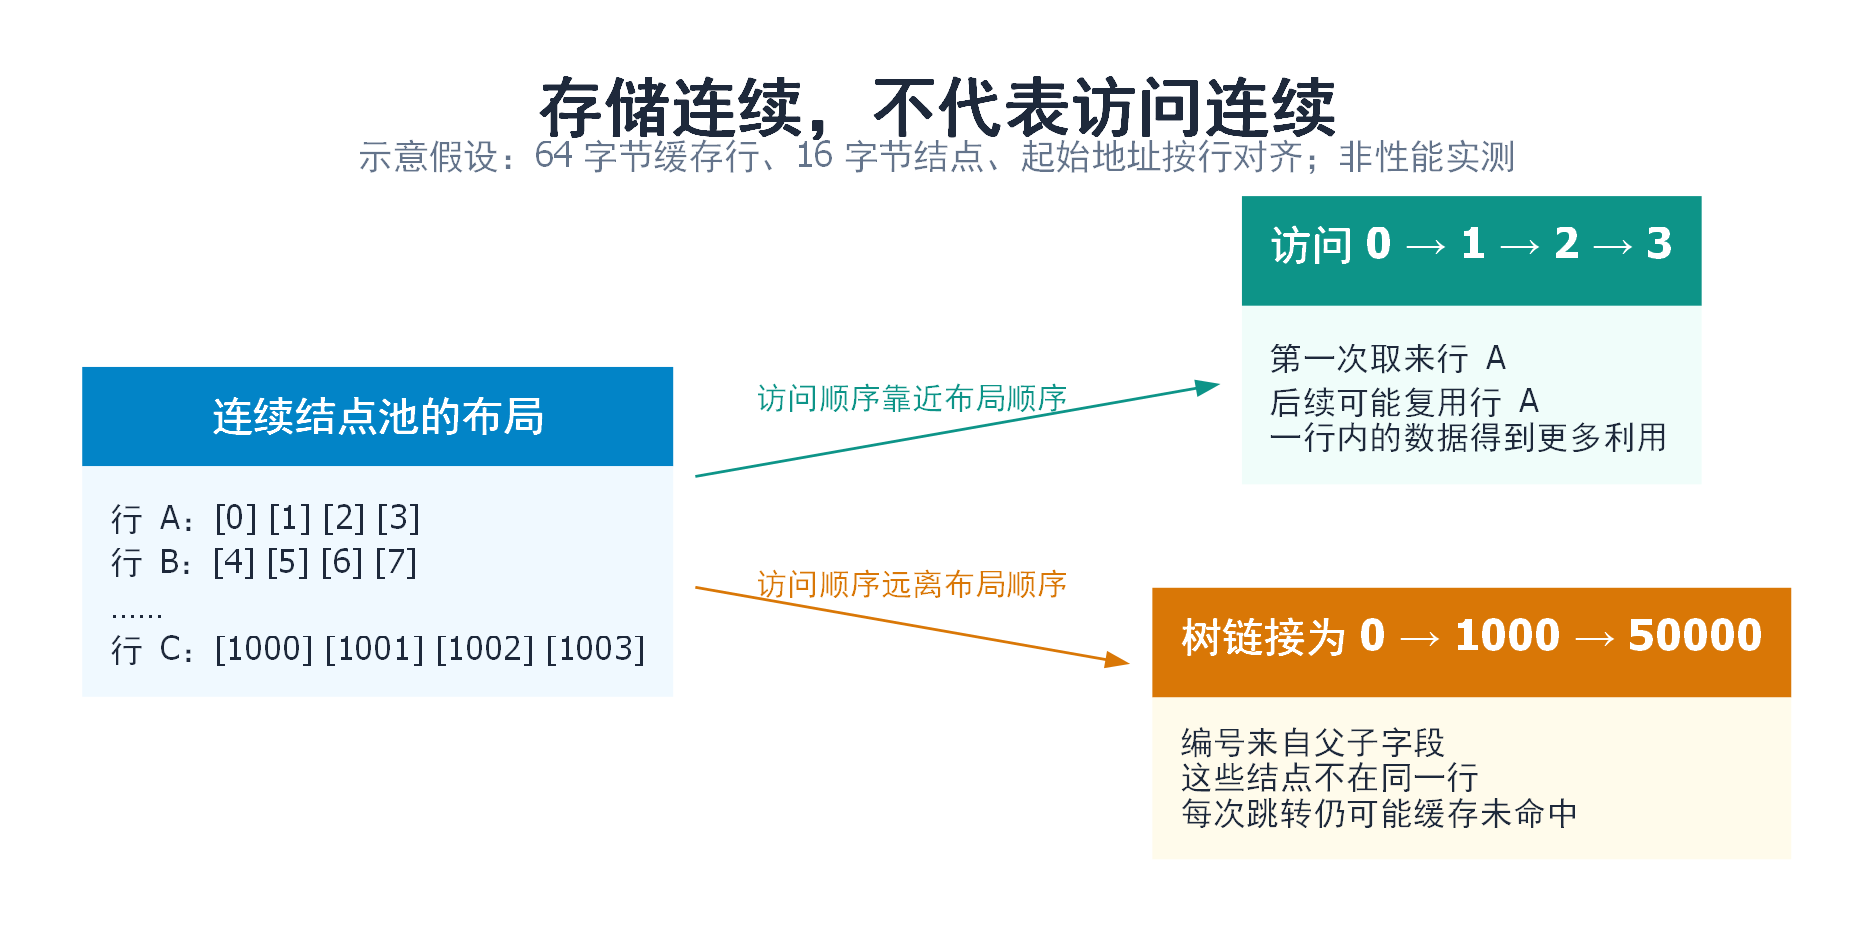 存储连续，不代表访问连续
示意假设：64 字节缓存行、16 字节结点、起始地址按行对齐；非性能实测
连续结点池的布局
行 A：[0] [1] [2] [3]
行 B：[4] [5] [6] [7]
……
行 C：[1000] [1001] [1002] [1003]
访问顺序靠近布局顺序
访问 0 → 1 → 2 → 3
第一次取来行 A
后续可能复用行 A
一行内的数据得到更多利用
访问顺序远离布局顺序
树链接为 0 → 1000 → 50000
编号来自父子字段
这些结点不在同一行
每次跳转仍可能缓存未命中